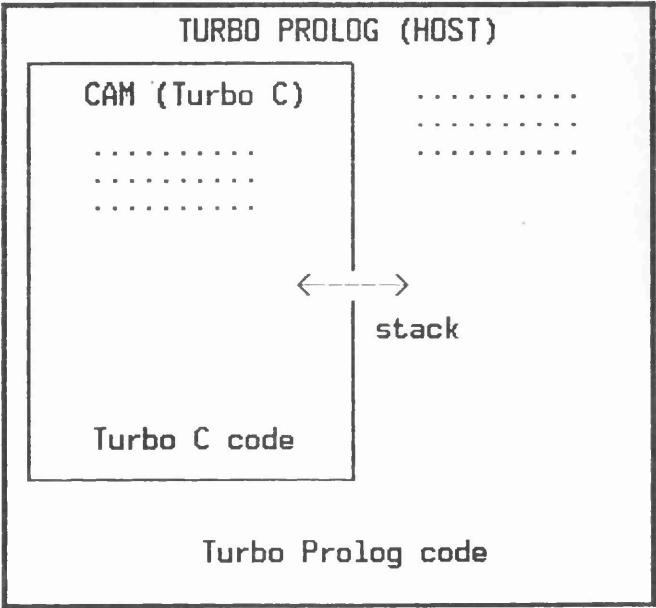 TURBO PROLOG (HOST)
CAM (Turbo C)
. . . . . . . . . .
. . . . . . . . . .
. . . . . . . . . .
. . . . . . . . . .
. . . . . . . . . .
. . . . . . . . . .
stack
Turbo C code
Turbo Prolog code